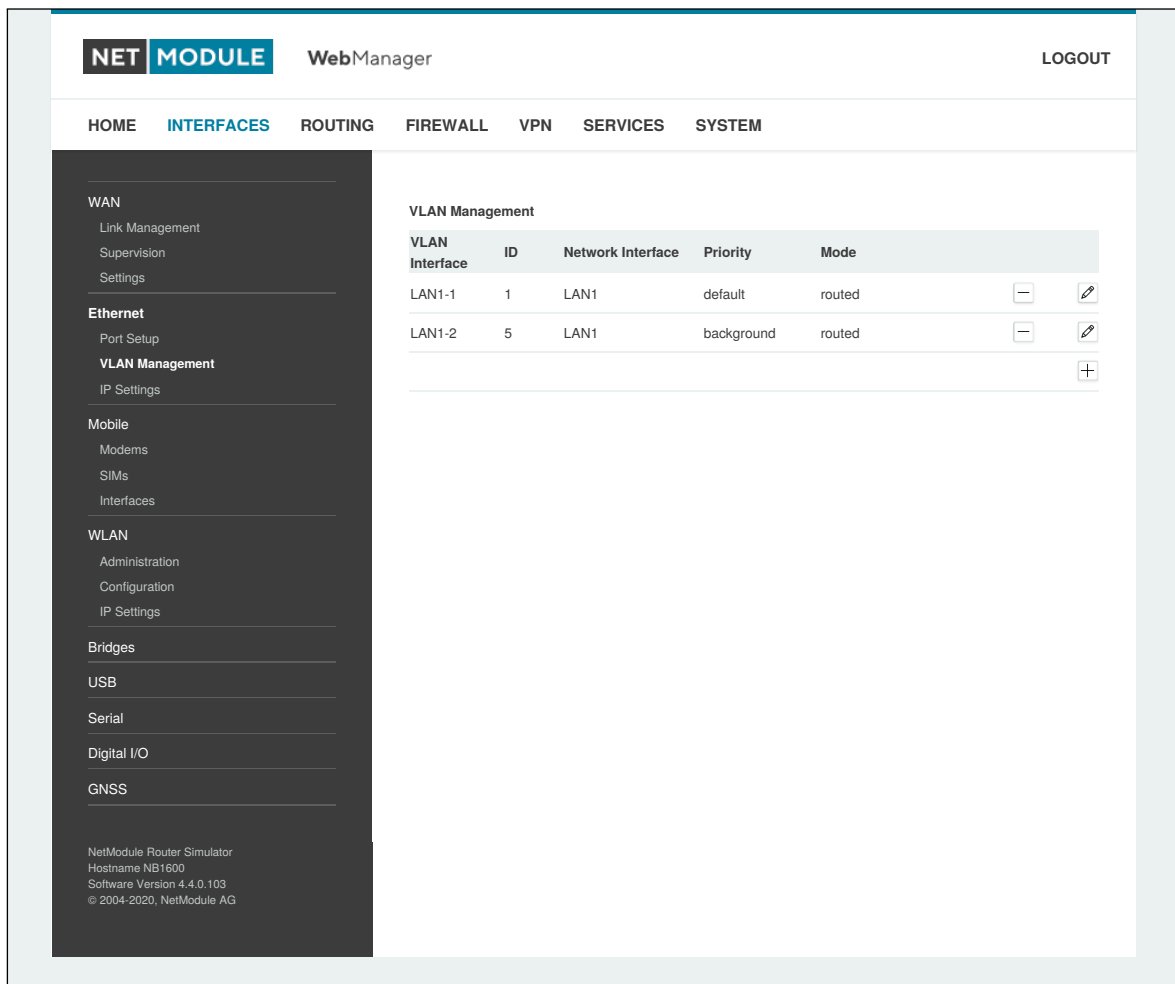 NET MODULE WebManager LOGOUT
HOME INTERFACES ROUTING FIREWALL VPN SERVICES SYSTEM
WAN
Link Management
Supervision
Settings
Ethernet
Port Setup
VLAN Management
IP Settings
Mobile
Modems
SIMs
Interfaces
WLAN
Administration
Configuration
IP Settings
Bridges
USB
Serial
Digital I/O
GNSS
NetModule Router Simulator
Hostname NB1600
Software Version 4.4.0.103
© 2004-2020, NetModule AG
VLAN Management
VLAN Interface ID Network Interface Priority Mode
LAN1-1 1 LAN1 default routed
LAN1-2 5 LAN1 background routed